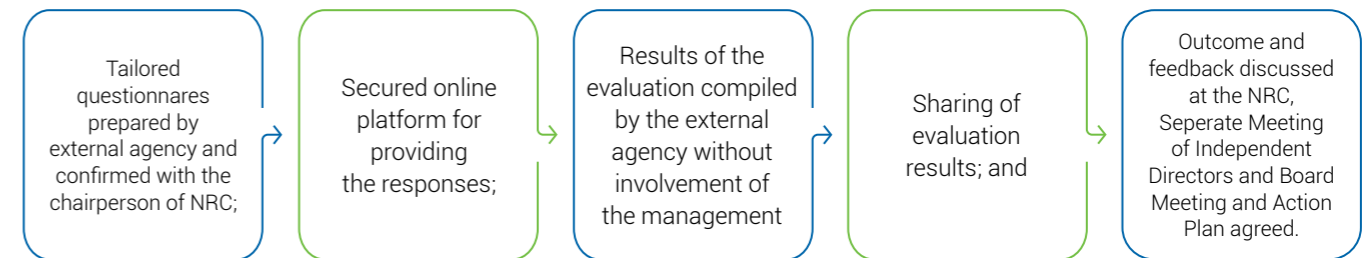 Tailored
questionnares
prepared by
external agency and
confirmed with the
chairperson of NRC;
Secured online
platform for
providing
the responses;
Results of the
evaluation compiled
by the external
agency without
involvement of
the management
Sharing of
evaluation
results; and
Outcome and
feedback discussed
at the NRC,
Seperate Meeting
of Independent
Directors and Board
Meeting and Action
Plan agreed.